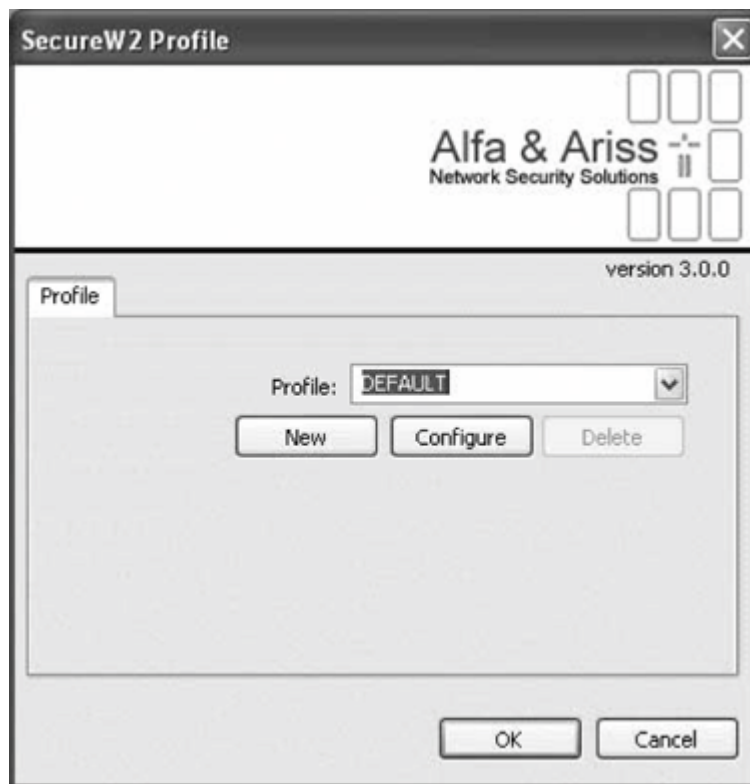 SecureW2 Profile
Alfa & Ariss
Network Security Solutions
version 3.0.0
Profile
Profile: DEFAULT
New Configure Delete
OK Cancel